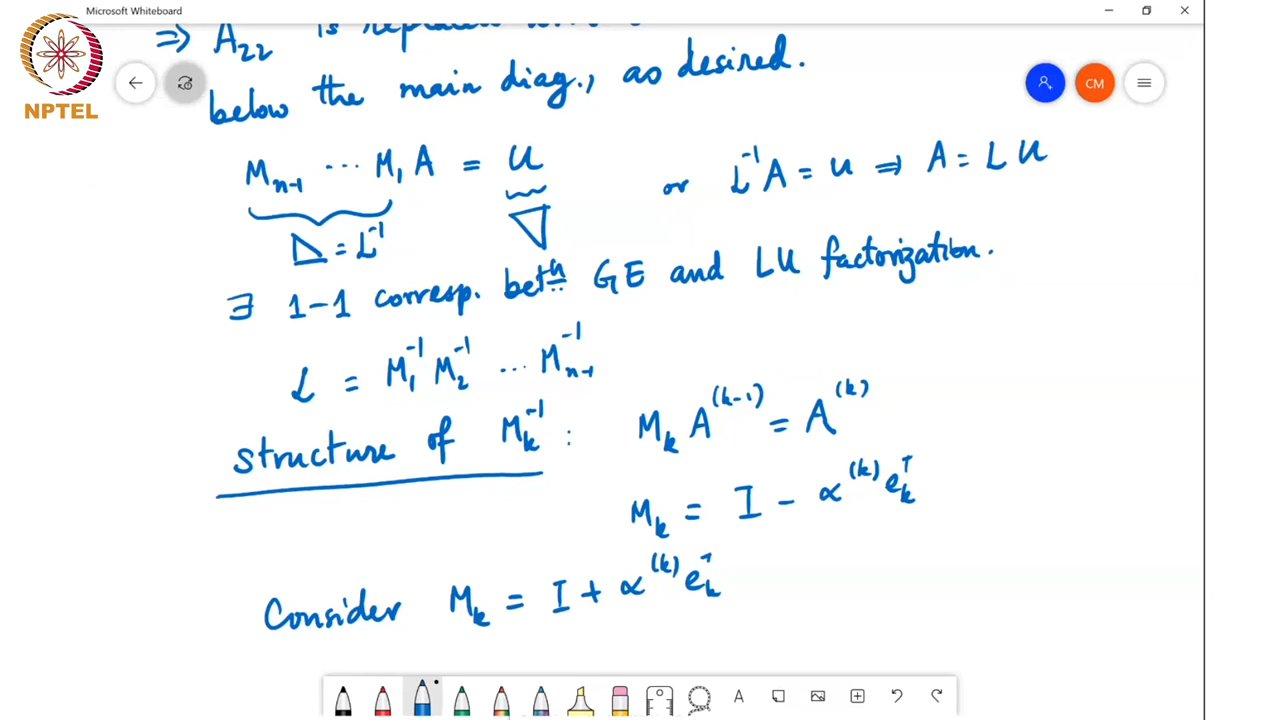 Microsoft Whiteboard
NPTEL
CM
⇒ A₂₂ is
below the main diag., as desired.
Mₙ₋₁ ... M₁ A = U or L⁻¹A = U ⇒ A = LU
= L⁻¹
∃ 1-1 corresp. betⁿ GE and LU factorization.
L = M₁⁻¹ M₂⁻¹ ... Mₙ₋₁⁻¹
structure of Mₖ⁻¹ : Mₖ A⁽ᵏ⁻¹⁾ = A⁽ᵏ⁾
Mₖ = I - α⁽ᵏ⁾ eₖᵀ
Consider Mₖ = I + α⁽ᵏ⁾ eₖᵀ
A